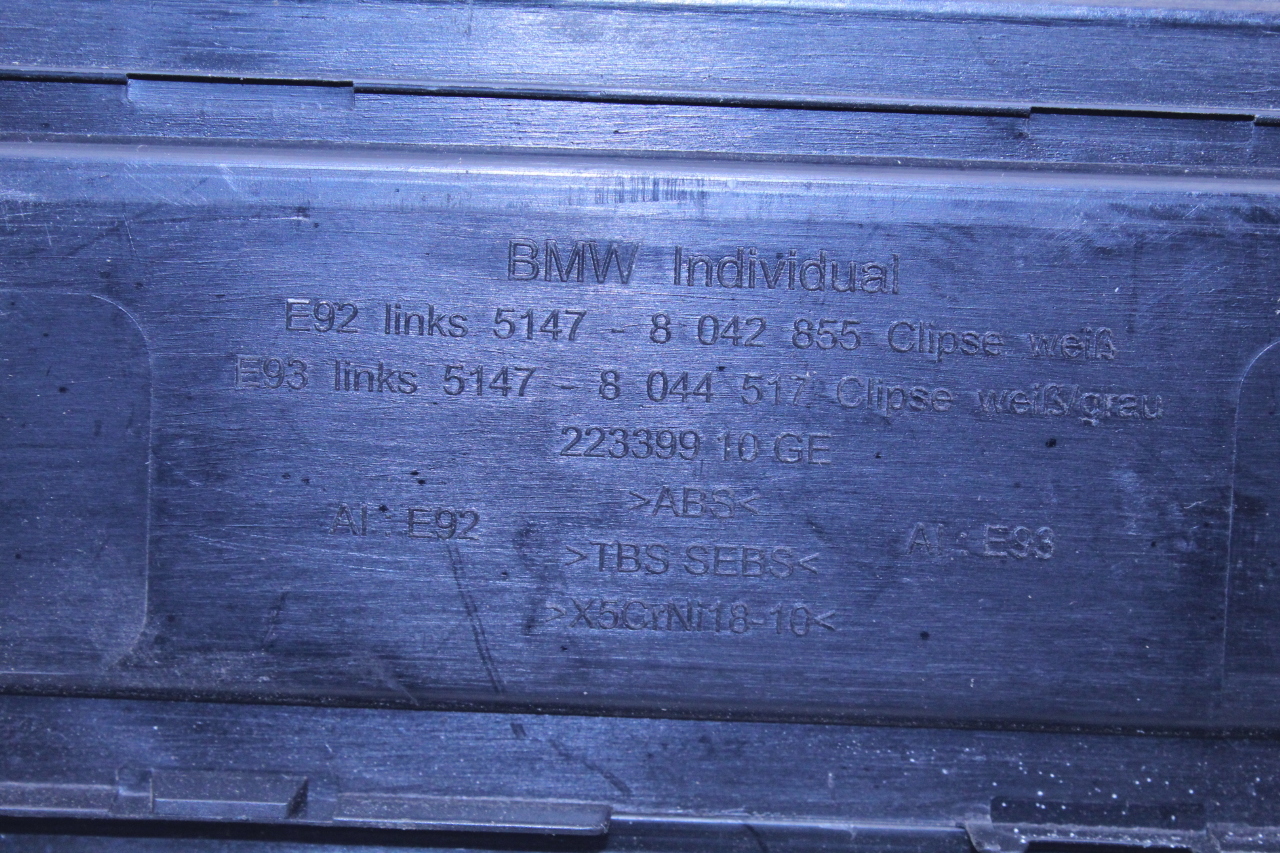 BMW Individual
E92 links 5147 - 8 042 855 Clipse weiß
E93 links 5147 - 8 044 517 Clipse weiß/grau
223399 10 GE
>ABS<
AI : E92
AI : E93
>TBS SEBS<
>X5CrNi18-10<